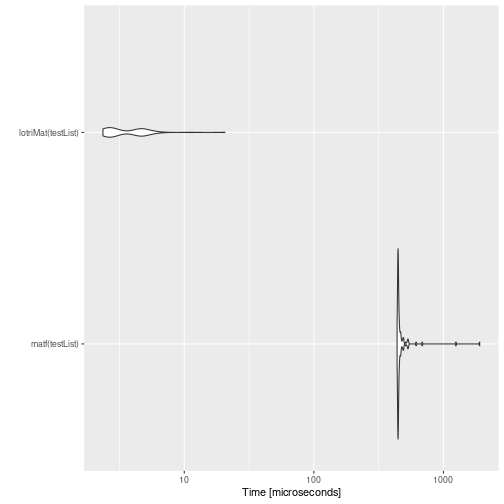 lotriMat(testList)
matf(testList)
10
100
1000
Time [microseconds]